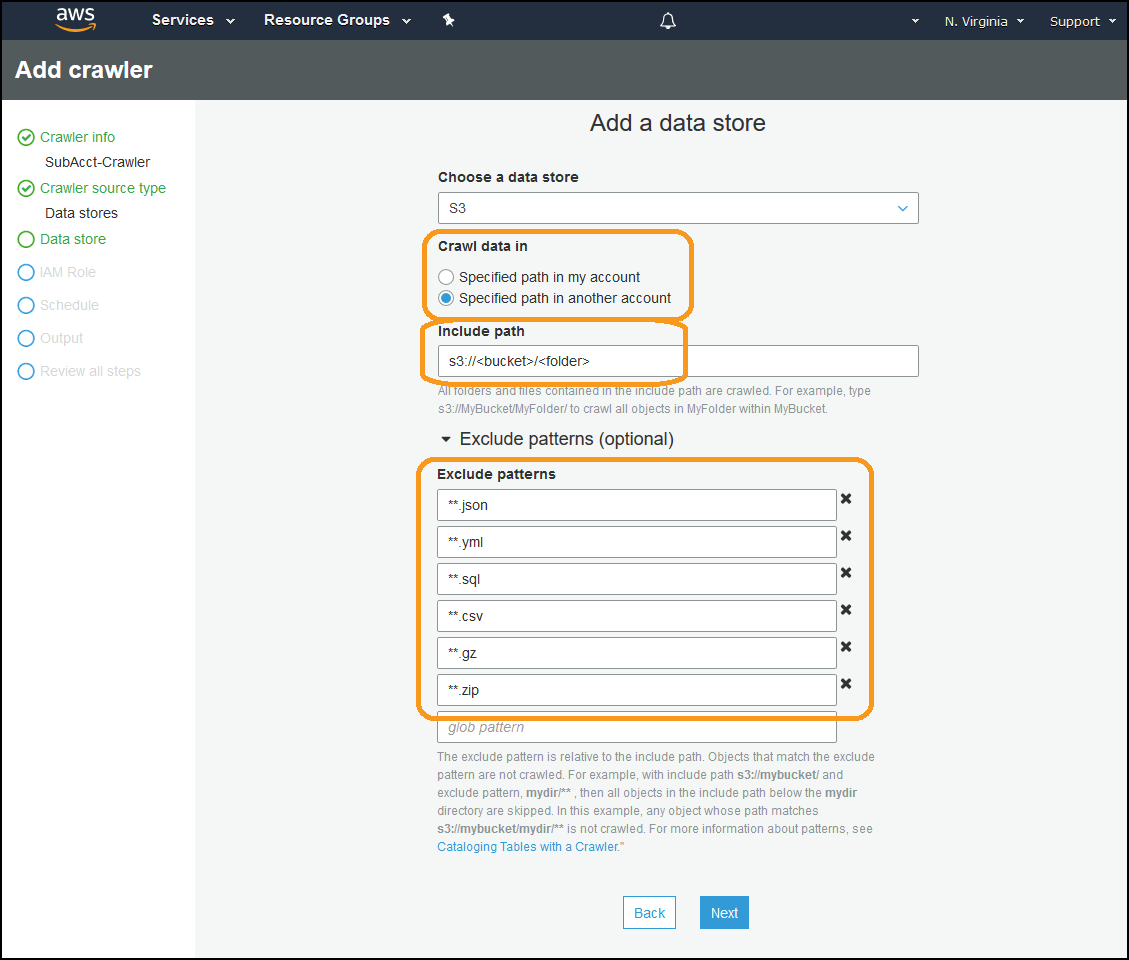 aws
Services
Resource Groups
N. Virginia
Support
Add crawler
Crawler info
SubAcct-Crawler
Crawler source type
Data stores
Data store
IAM Role
Schedule
Output
Review all steps
Add a data store
Choose a data store
S3
Crawl data in
Specified path in my account
Specified path in another account
Include path
s3://<bucket>/<folder>
All folders and files contained in the include path are crawled. For example, type
s3://MyBucket/MyFolder/ to crawl all objects in MyFolder within MyBucket.
Exclude patterns (optional)
Exclude patterns
**.json
**.yml
**.sql
**.csv
**.gz
**.zip
glob pattern
The exclude pattern is relative to the include path. Objects that match the exclude
pattern are not crawled. For example, with include path s3://mybucket/ and
exclude pattern, mydir/** , then all objects in the include path below the mydir
directory are skipped. In this example, any object whose path matches
s3://mybucket/mydir/** is not crawled. For more information about patterns, see
Cataloging Tables with a Crawler."
Back
Next